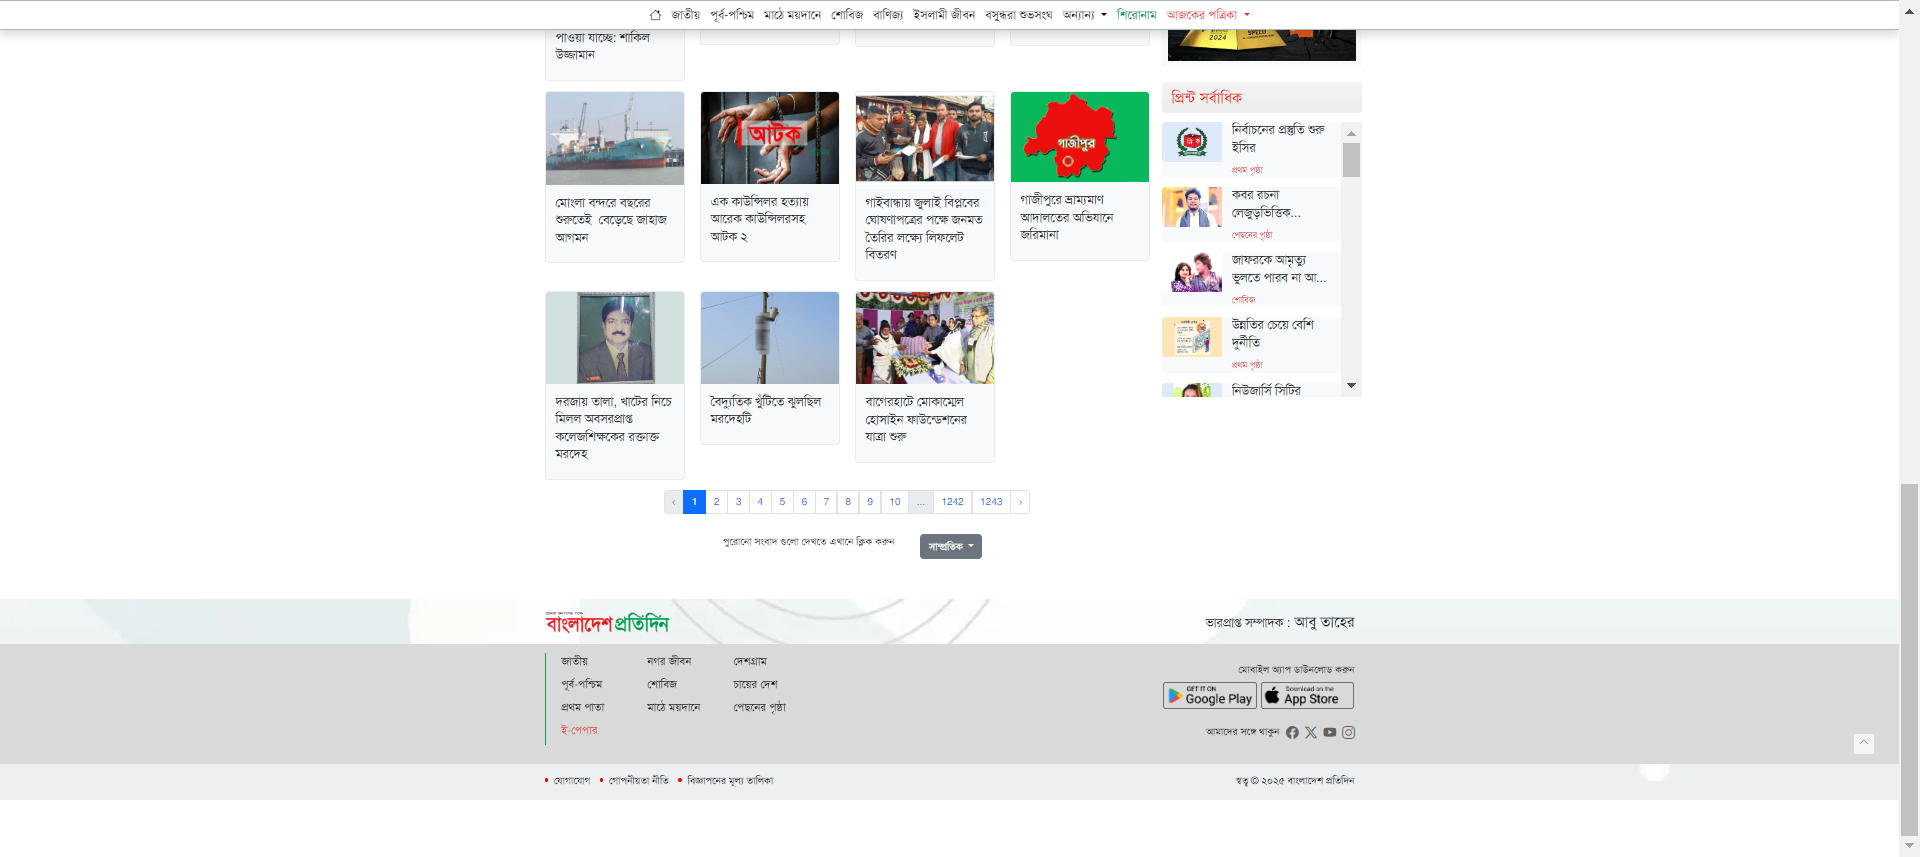 জাতীয় পূর্ব-পশ্চিম মাঠে ময়দানে শোবিজ বাণিজ্য ইসলামী জীবন বসুন্ধরা শুভসংঘ অন্যান্য শিরোনাম আজকের পত্রিকা
পাওয়া যাচ্ছে: শাকিল
উজ্জামান
2024
আটক
গাজীপুর
মোংলা বন্দরে বছরের
শুরুতেই বেড়েছে জাহাজ
আগমন
এক কাউন্সিলর হত্যায়
আরেক কাউন্সিলরসহ
আটক ২
গাইবান্ধায় জুলাই বিপ্লবের
ঘোষণাপত্রের পক্ষে জনমত
তৈরির লক্ষ্যে লিফলেট
বিতরণ
গাজীপুরে ভ্রাম্যমাণ
আদালতের অভিযানে
জরিমানা
দরজায় তালা, খাটের নিচে
মিলল অবসরপ্রাপ্ত
কলেজশিক্ষকের রক্তাক্ত
মরদেহ
বৈদ্যুতিক খুঁটিতে ঝুলছিল
মরদেহটি
বাগেরহাটে মোকাম্মেল
হোসাইন ফাউন্ডেশনের
যাত্রা শুরু
প্রিন্ট সর্বাধিক
নির্বাচনের প্রস্তুতি শুরু
ইসির
প্রথম পৃষ্ঠা
কবর রচনা
লেজুড়ভিত্তিক...
পেছনের পৃষ্ঠা
জাফরকে আমৃত্যু
ভুলতে পারব না আ...
শোবিজ
উন্নতির চেয়ে বেশি
দুর্নীতি
প্রথম পৃষ্ঠা
নিউজার্সি সিটির
‹ 1 2 3 4 5 6 7 8 9 10 ... 1242 1243 ›
পুরোনো সংবাদ গুলো দেখতে এখানে ক্লিক করুন সাম্প্রতিক
বাংলাদেশ প্রতিদিন
ভারপ্রাপ্ত সম্পাদক : আবু তাহের
জাতীয় নগর জীবন দেশগ্রাম
পূর্ব-পশ্চিম শোবিজ চায়ের দেশ
প্রথম পাতা মাঠে ময়দানে পেছনের পৃষ্ঠা
ই-পেপার
মোবাইল অ্যাপ ডাউনলোড করুন
GET IT ON
Google Play
Download on the
App Store
আমাদের সঙ্গে থাকুন
• যোগাযোগ • গোপনীয়তা নীতি • বিজ্ঞাপনের মূল্য তালিকা
স্বত্ব © ২০২৫ বাংলাদেশ প্রতিদিন